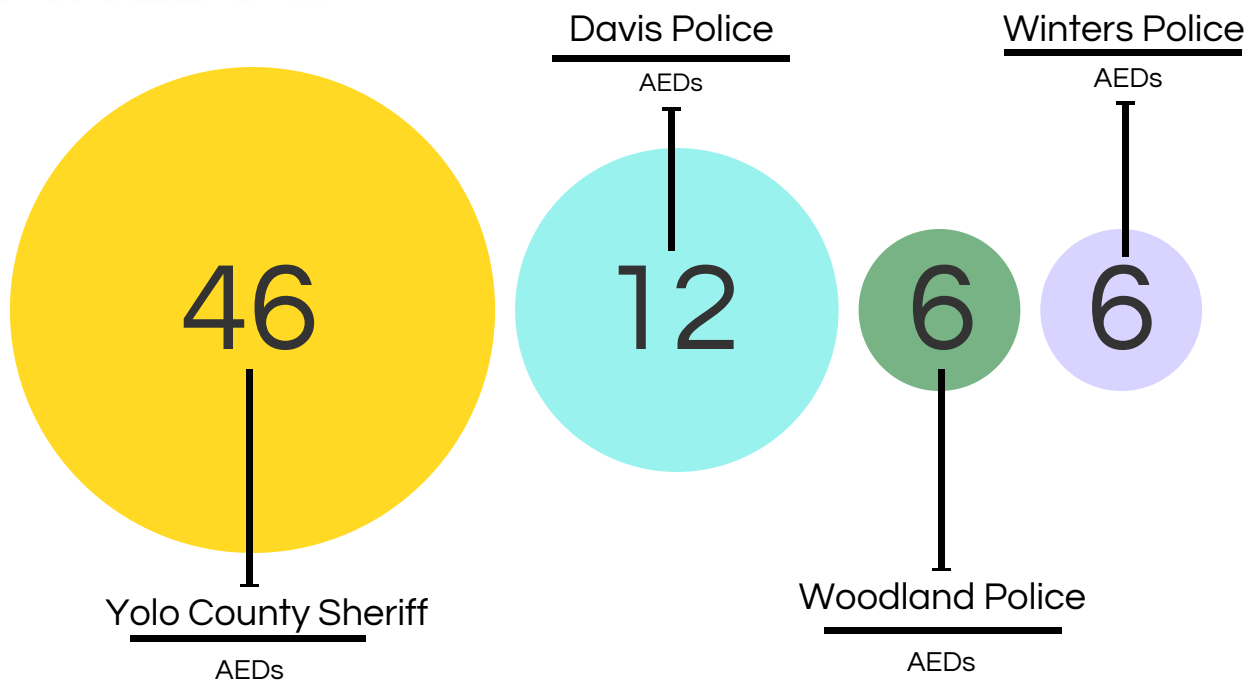 Davis Police
AEDs
Winters Police
AEDs
46
12
6
6
Yolo County Sheriff
AEDs
Woodland Police
AEDs